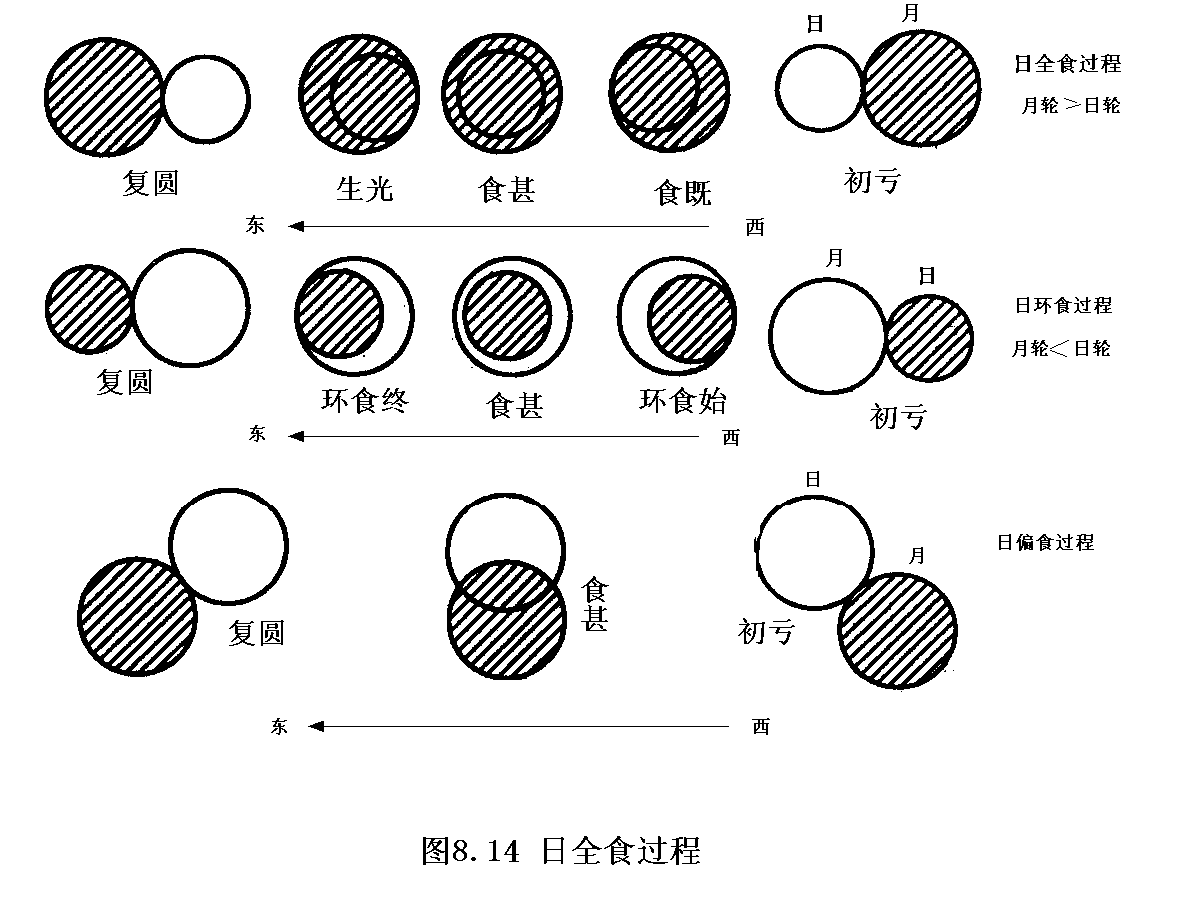 日 月
日全食过程
月轮＞日轮
复圆 生光 食甚 食既 初亏
东 西
月 日
日环食过程
月轮＜日轮
复圆 环食终 食甚 环食始 初亏
东 西
日 月
日偏食过程
复圆 食甚 初亏
东 西
图8.14 日全食过程